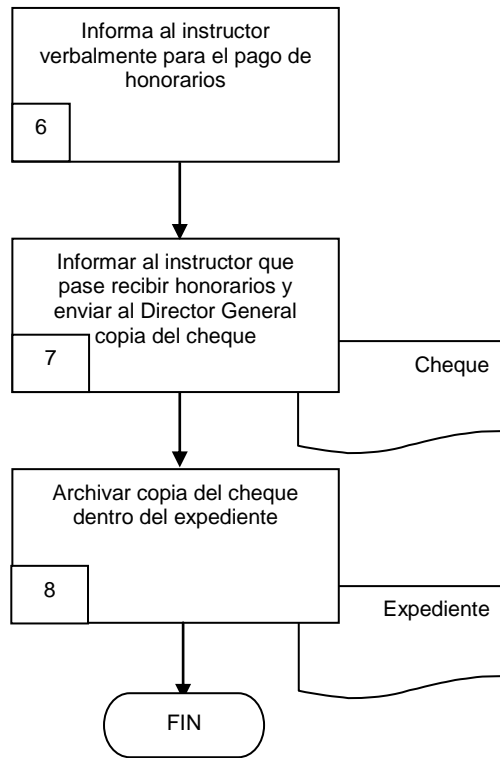 Informa al instructor
verbalmente para el pago de
honorarios
6
Informar al instructor que
pase recibir honorarios y
enviar al Director General
copia del cheque
7
Cheque
Archivar copia del cheque
dentro del expediente
8
Expediente
FIN